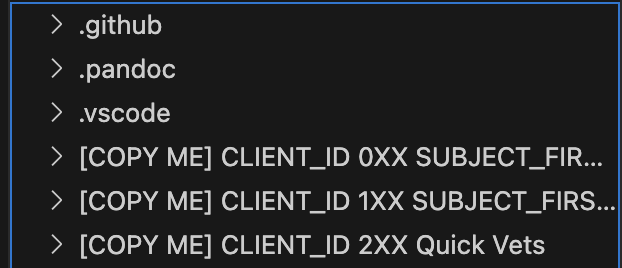 .github
.pandoc
.vscode
[COPY ME] CLIENT_ID 0XX SUBJECT_FIR...
[COPY ME] CLIENT_ID 1XX SUBJECT_FIRS...
[COPY ME] CLIENT_ID 2XX Quick Vets